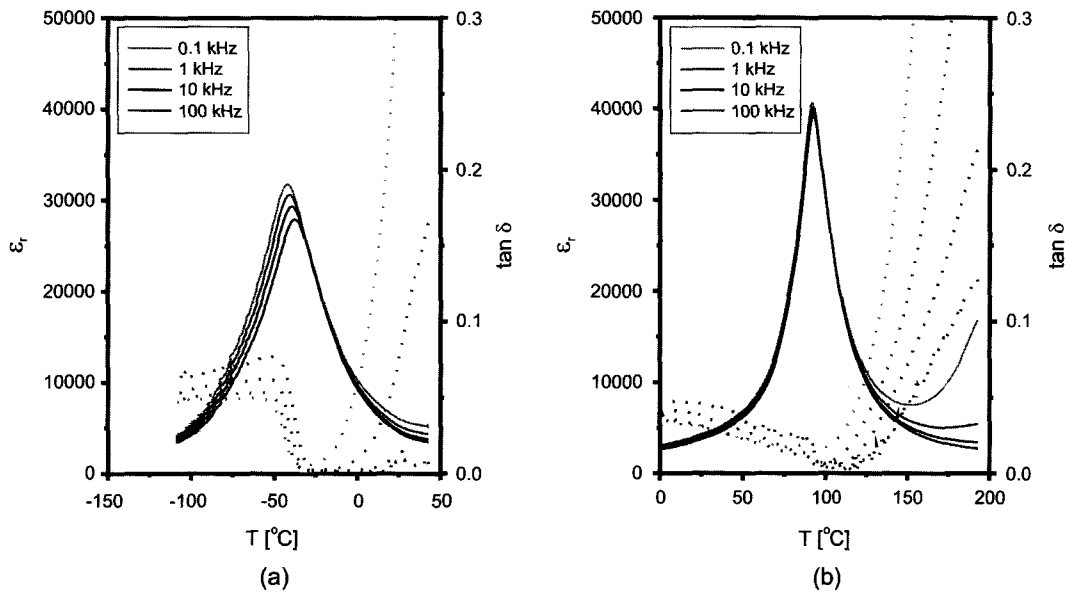 50000
40000
30000
20000
10000
0
εr
0.1 kHz
1 kHz
10 kHz
100 kHz
0.3
0.2
0.1
0.0
tan δ
-150
-100
-50
0
50
T [°C]
(a)
50000
40000
30000
20000
10000
0
εr
0.1 kHz
1 kHz
10 kHz
100 kHz
0.3
0.2
0.1
0.0
tan δ
0
50
100
150
200
T [°C]
(b)